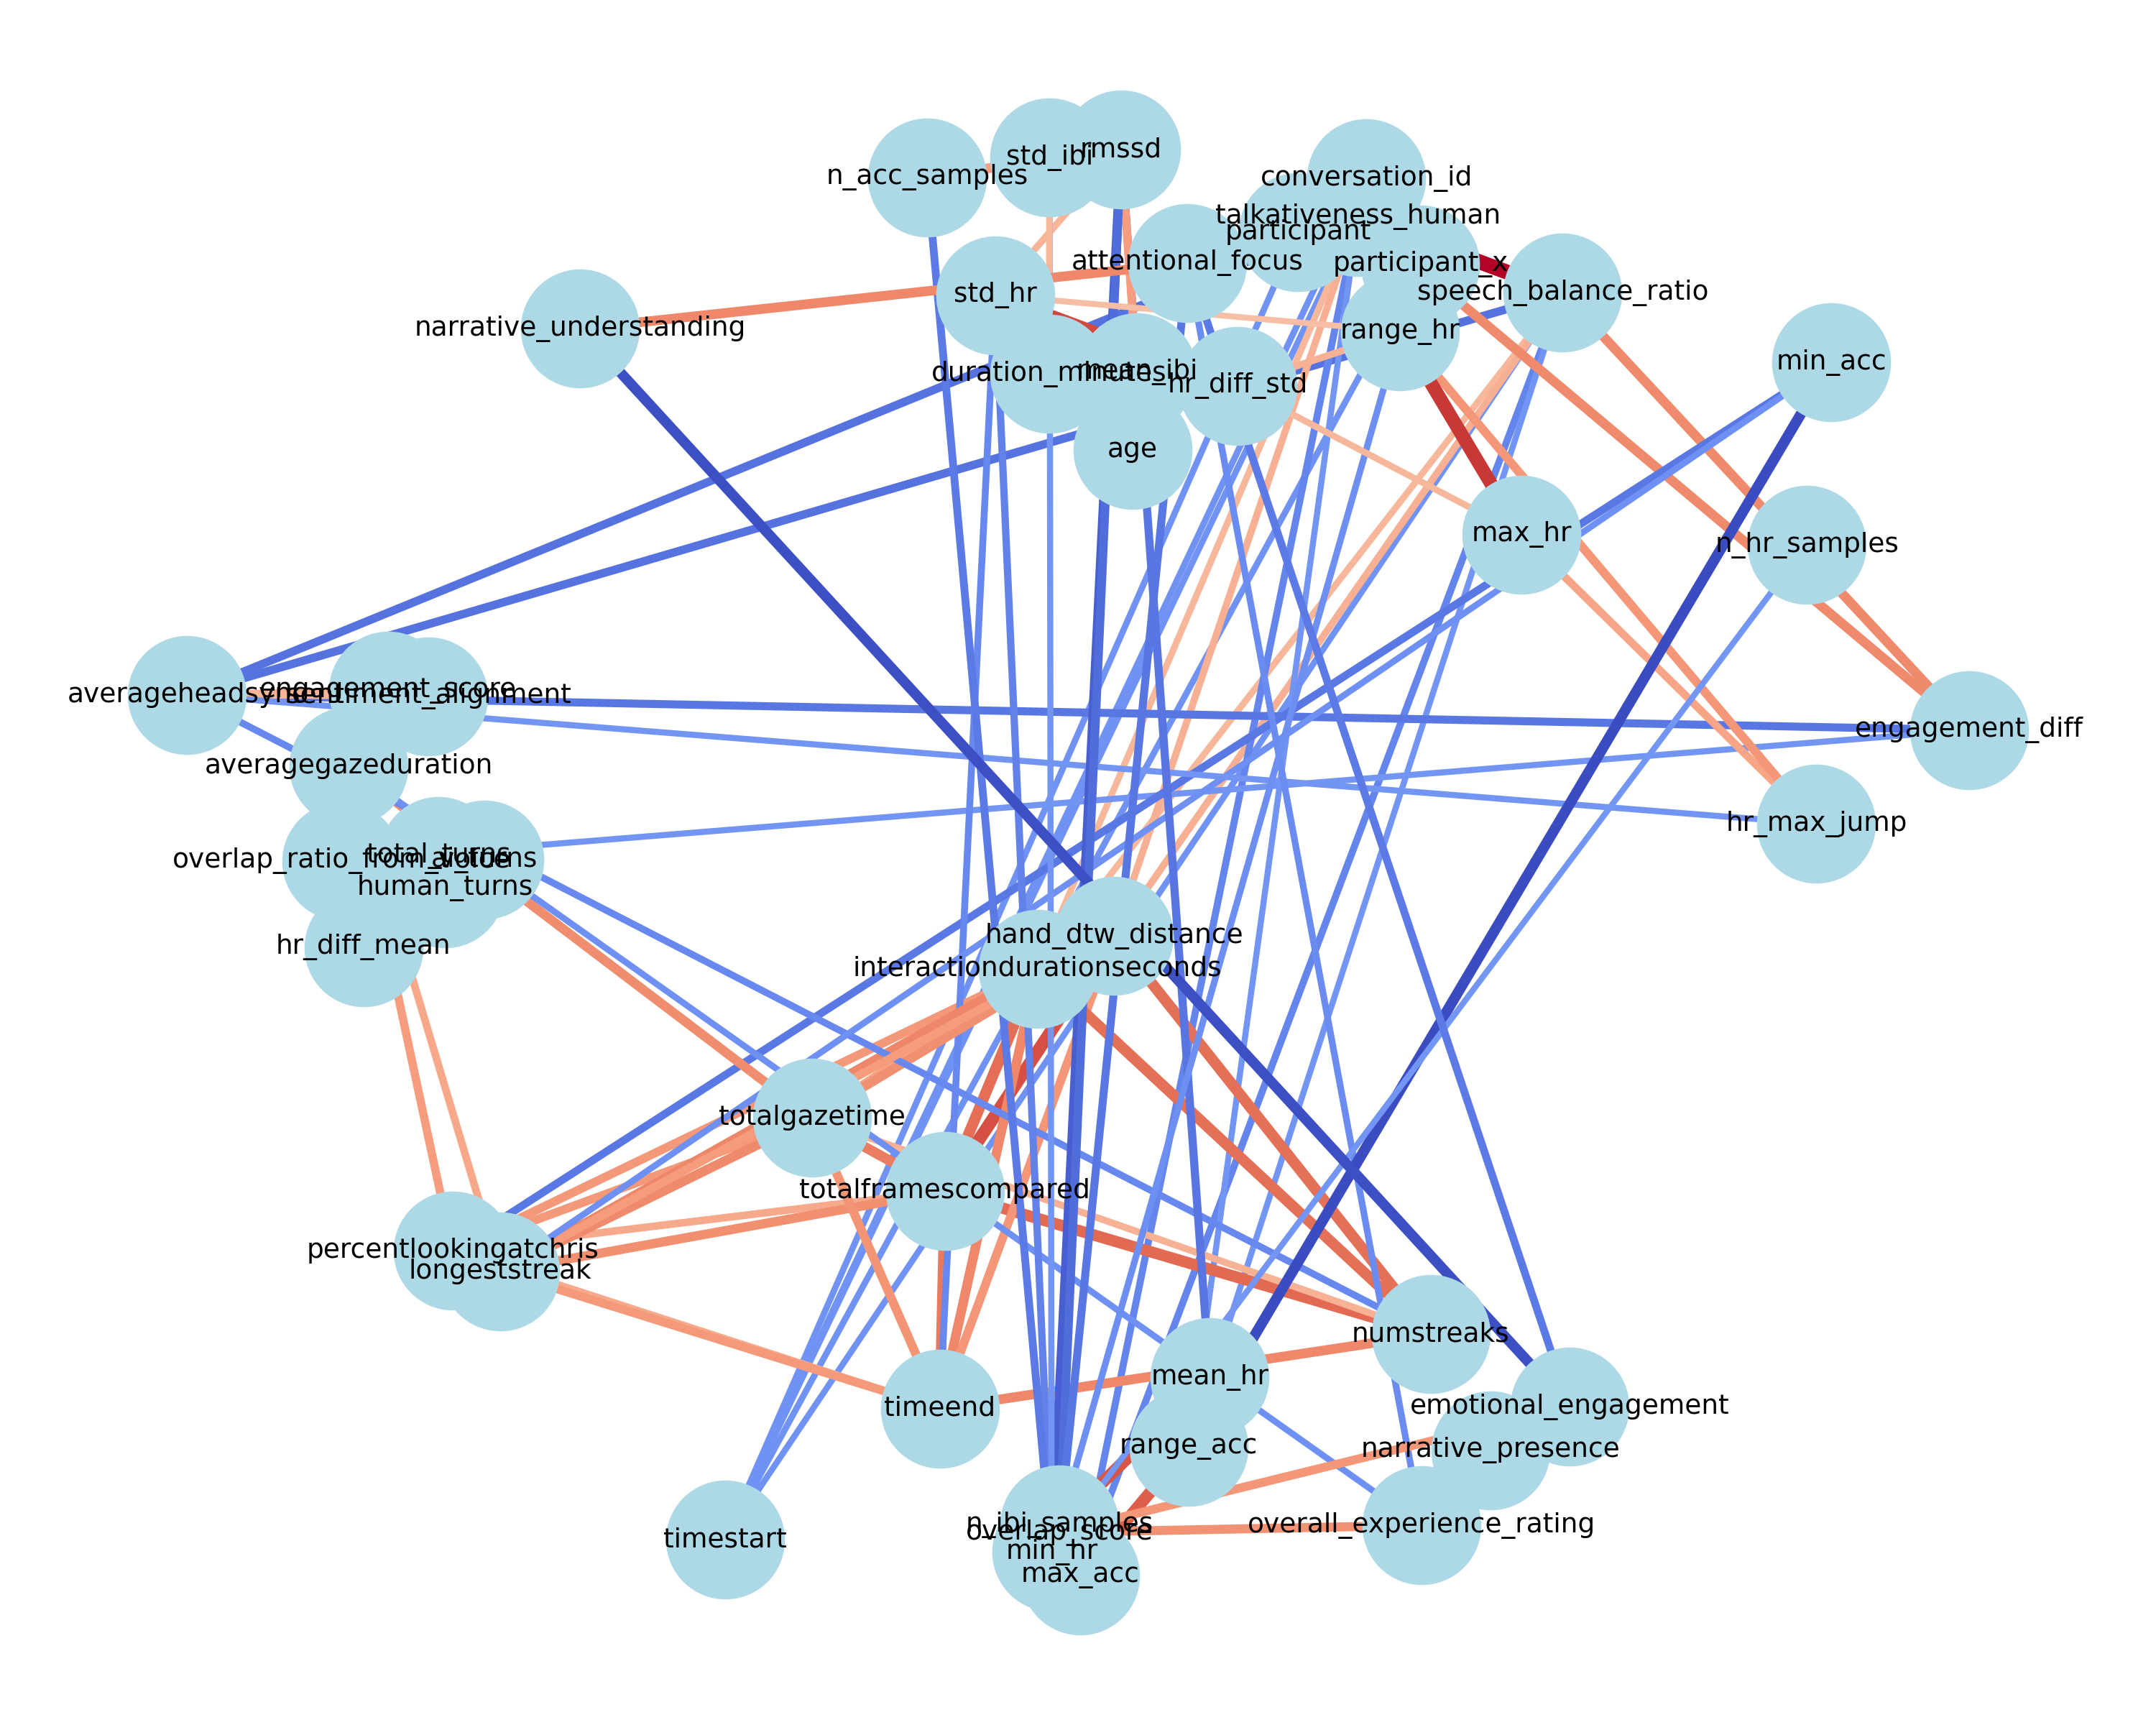 rmssd
std_ibi
n_acc_samples
conversation_id
talkativeness_human
participant
attentional_focus
participant_x
std_hr
speech_balance_ratio
narrative_understanding
range_hr
min_acc
duration_minutes
mean_ibi
hr_diff_std
age
max_hr
n_hr_samples
engagement_score
sentiment_alignment
engagement_diff
averagegazeduration
hr_max_jump
total_turns
overlap_ratio_from_voice
human_turns
hand_dtw_distance
hr_diff_mean
interactiondurationseconds
totalgazetime
totalframescompared
percentlookingatchris
longeststreak
numstreaks
mean_hr
emotional_engagement
timeend
range_acc
narrative_presence
n_ibi_samples
overall_experience_rating
overlap_score
timestart
min_hr
max_acc